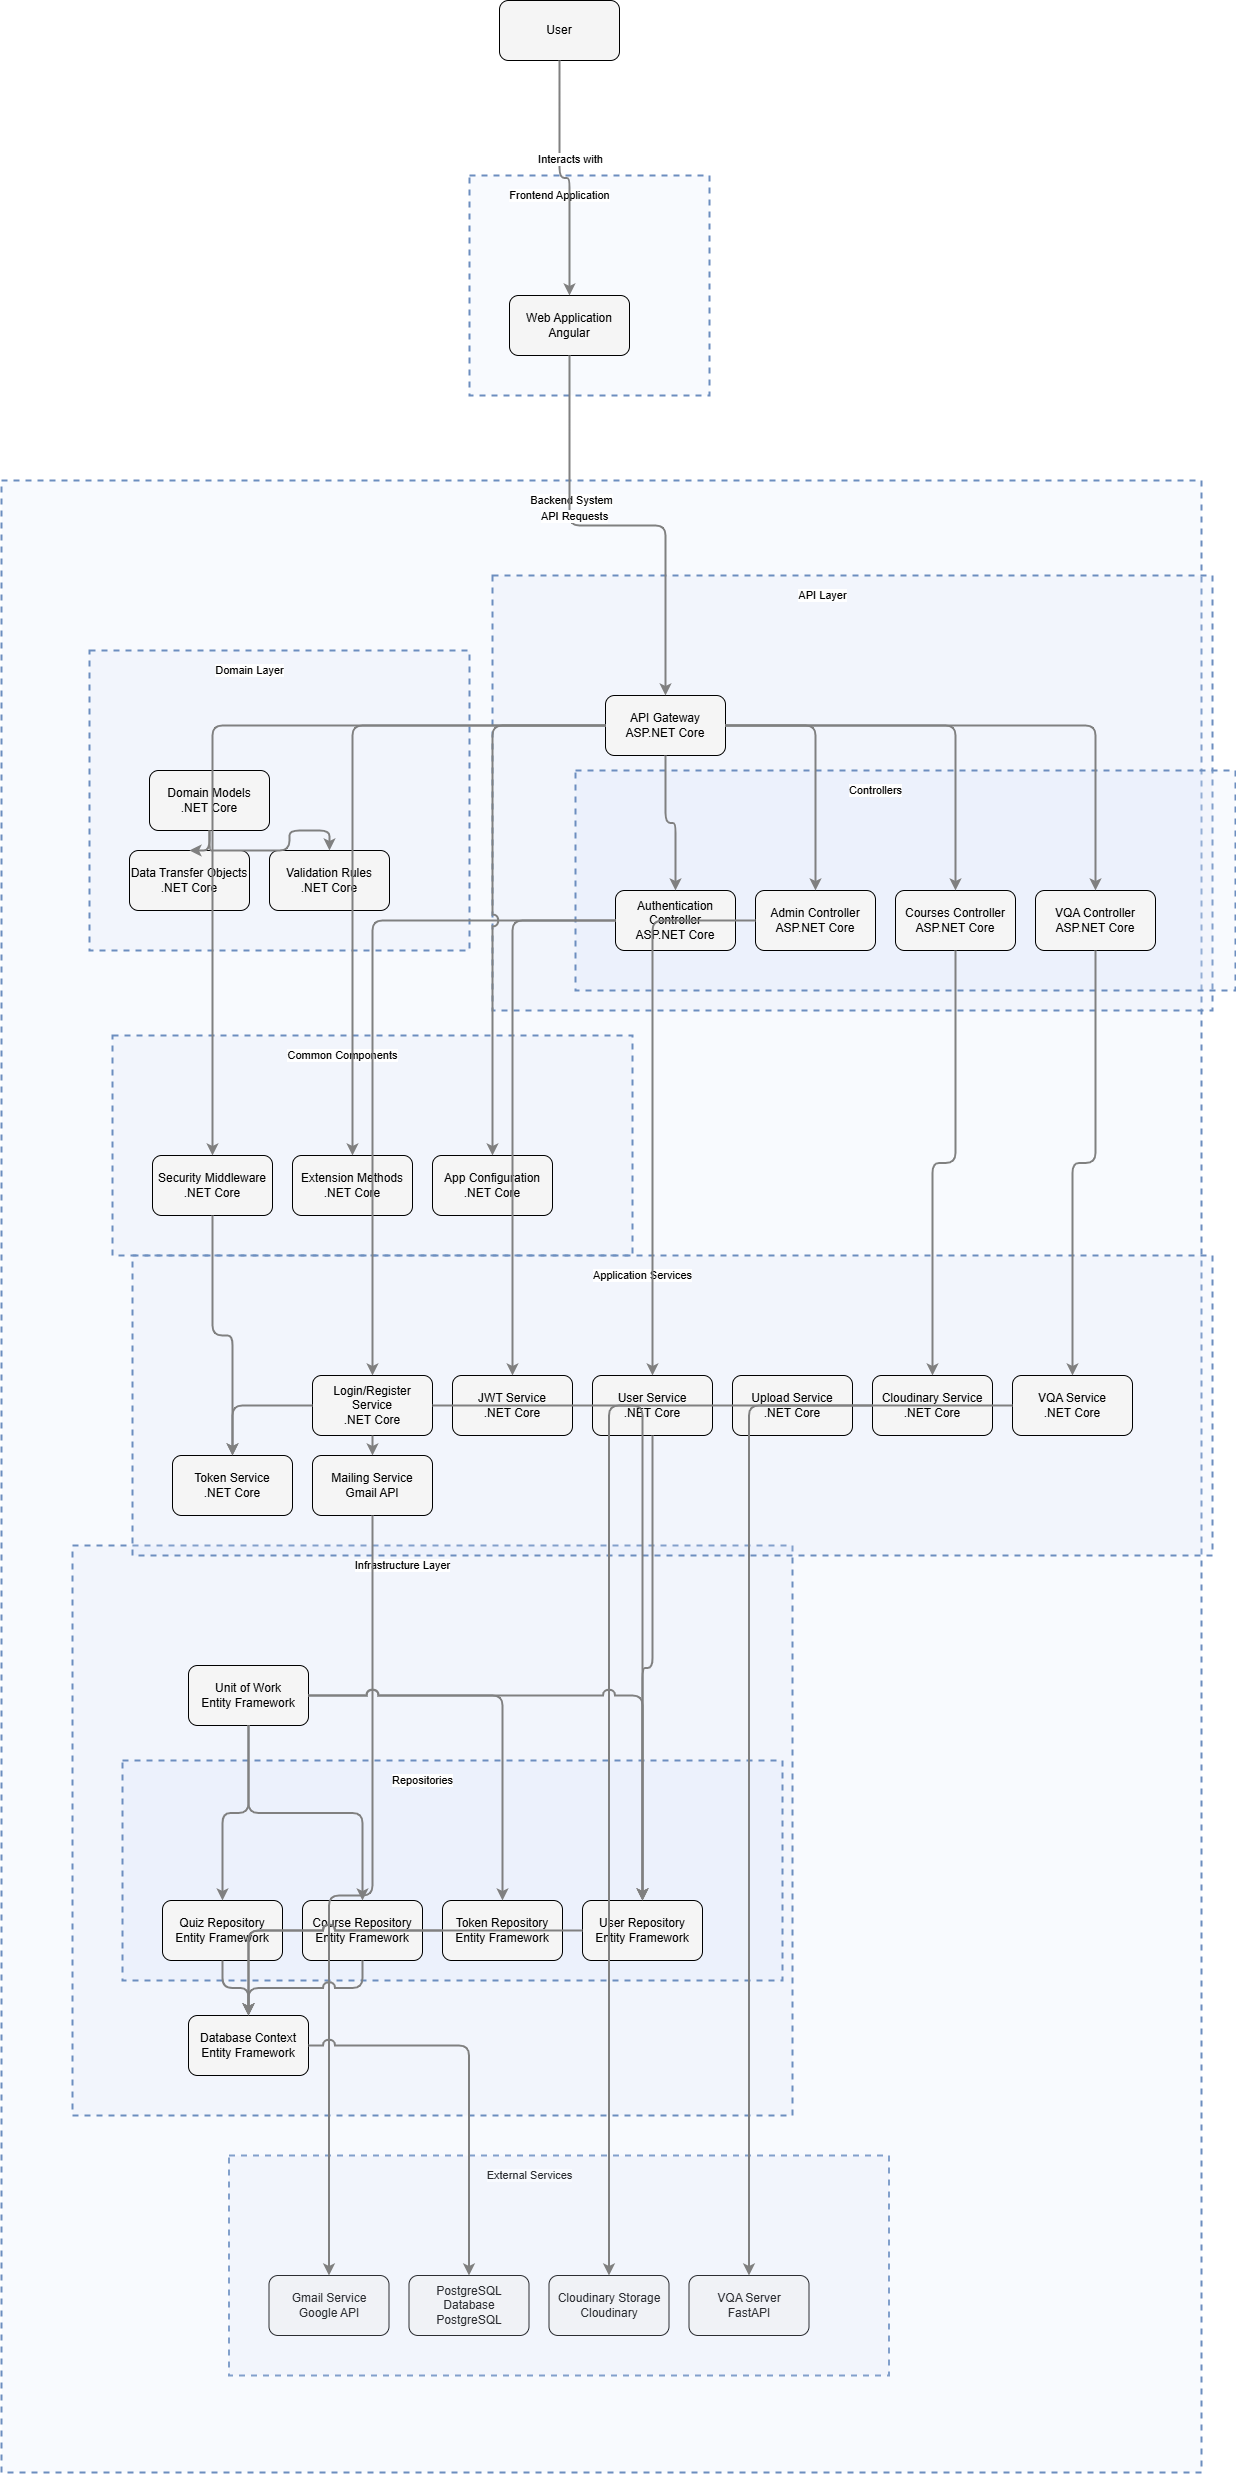 User
Interacts with
Frontend Application
Web Application
Angular
Backend System
API Requests
API Layer
Domain Layer
API Gateway
ASP.NET Core
Domain Models
.NET Core
Controllers
Data Transfer Objects
.NET Core
Validation Rules
.NET Core
Authentication
Controller
ASP.NET Core
Admin Controller
ASP.NET Core
Courses Controller
ASP.NET Core
VQA Controller
ASP.NET Core
Common Components
Security Middleware
.NET Core
Extension Methods
.NET Core
App Configuration
.NET Core
Application Services
Login/Register
Service
.NET Core
JWT Service
.NET Core
User Service
.NET Core
Upload Service
.NET Core
Cloudinary Service
.NET Core
VQA Service
.NET Core
Token Service
.NET Core
Mailing Service
Gmail API
Infrastructure Layer
Unit of Work
Entity Framework
Repositories
Quiz Repository
Entity Framework
Course Repository
Entity Framework
Token Repository
Entity Framework
User Repository
Entity Framework
Database Context
Entity Framework
External Services
Gmail Service
Google API
PostgreSQL
Database
PostgreSQL
Cloudinary Storage
Cloudinary
VQA Server
FastAPI